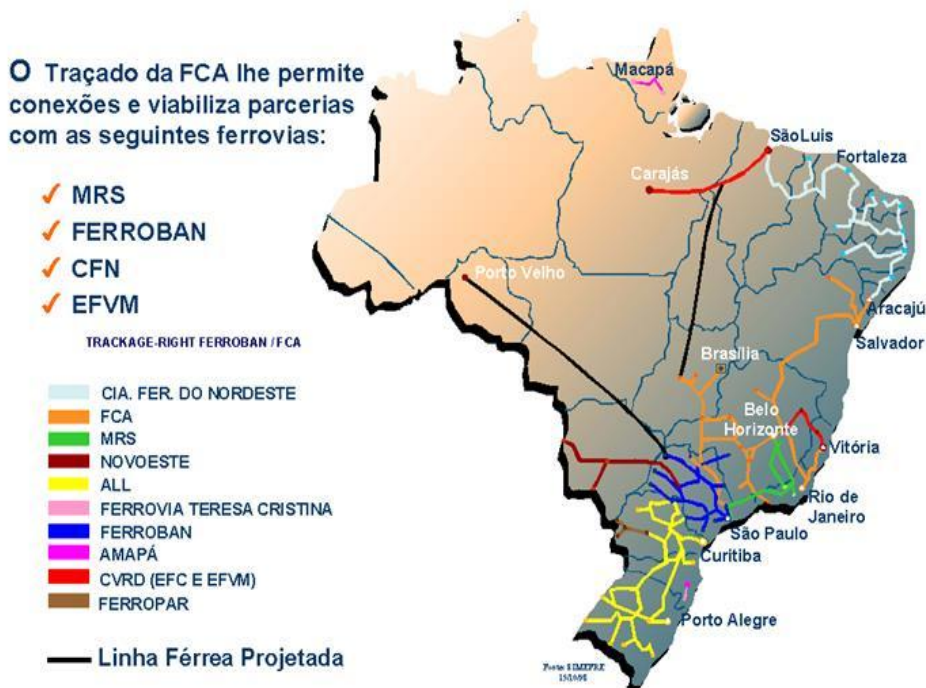 O Traçado da FCA lhe permite
conexões e viabiliza parcerias
com as seguintes ferrovias:
✓ MRS
✓ FERROBAN
✓ CFN
✓ EFVM
TRACKAGE-RIGHT FERROBAN / FCA
CIA. FER. DO NORDESTE
FCA
MRS
NOVOESTE
ALL
FERROVIA TERESA CRISTINA
FERROBAN
AMAPÁ
CVRD (EFC E EFVM)
FERROPAR
Linha Férrea Projetada
Macapá
SãoLuis
Fortaleza
Carajás
Porto Velho
Aracajú
Salvador
Brasília
Belo
Horizonte
Vitória
Rio de
Janeiro
São Paulo
Curitiba
Porto Alegre
Fonte: SIMEFRE